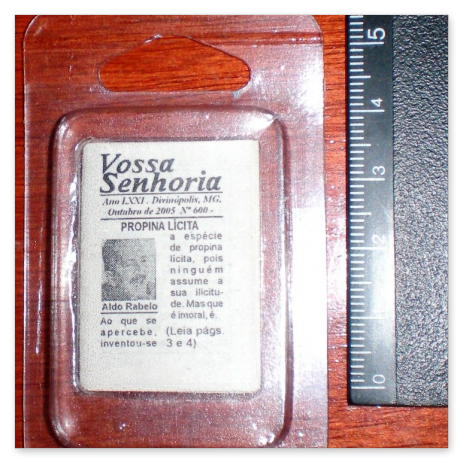 Vossa
Senhoria
Ano LXXI . Divinópolis, MG.
Outubro de 2005 Nº 600 -
PROPINA LÍCITA
Aldo Rabelo
Ao que se
apercebe,
inventou-se
a espécie
de propina
lícita, pois
ninguém
assume a
sua ilicitu-
de. Mas que
é imoral, é.
(Leia págs.
3 e 4)
5
4
3
2
0